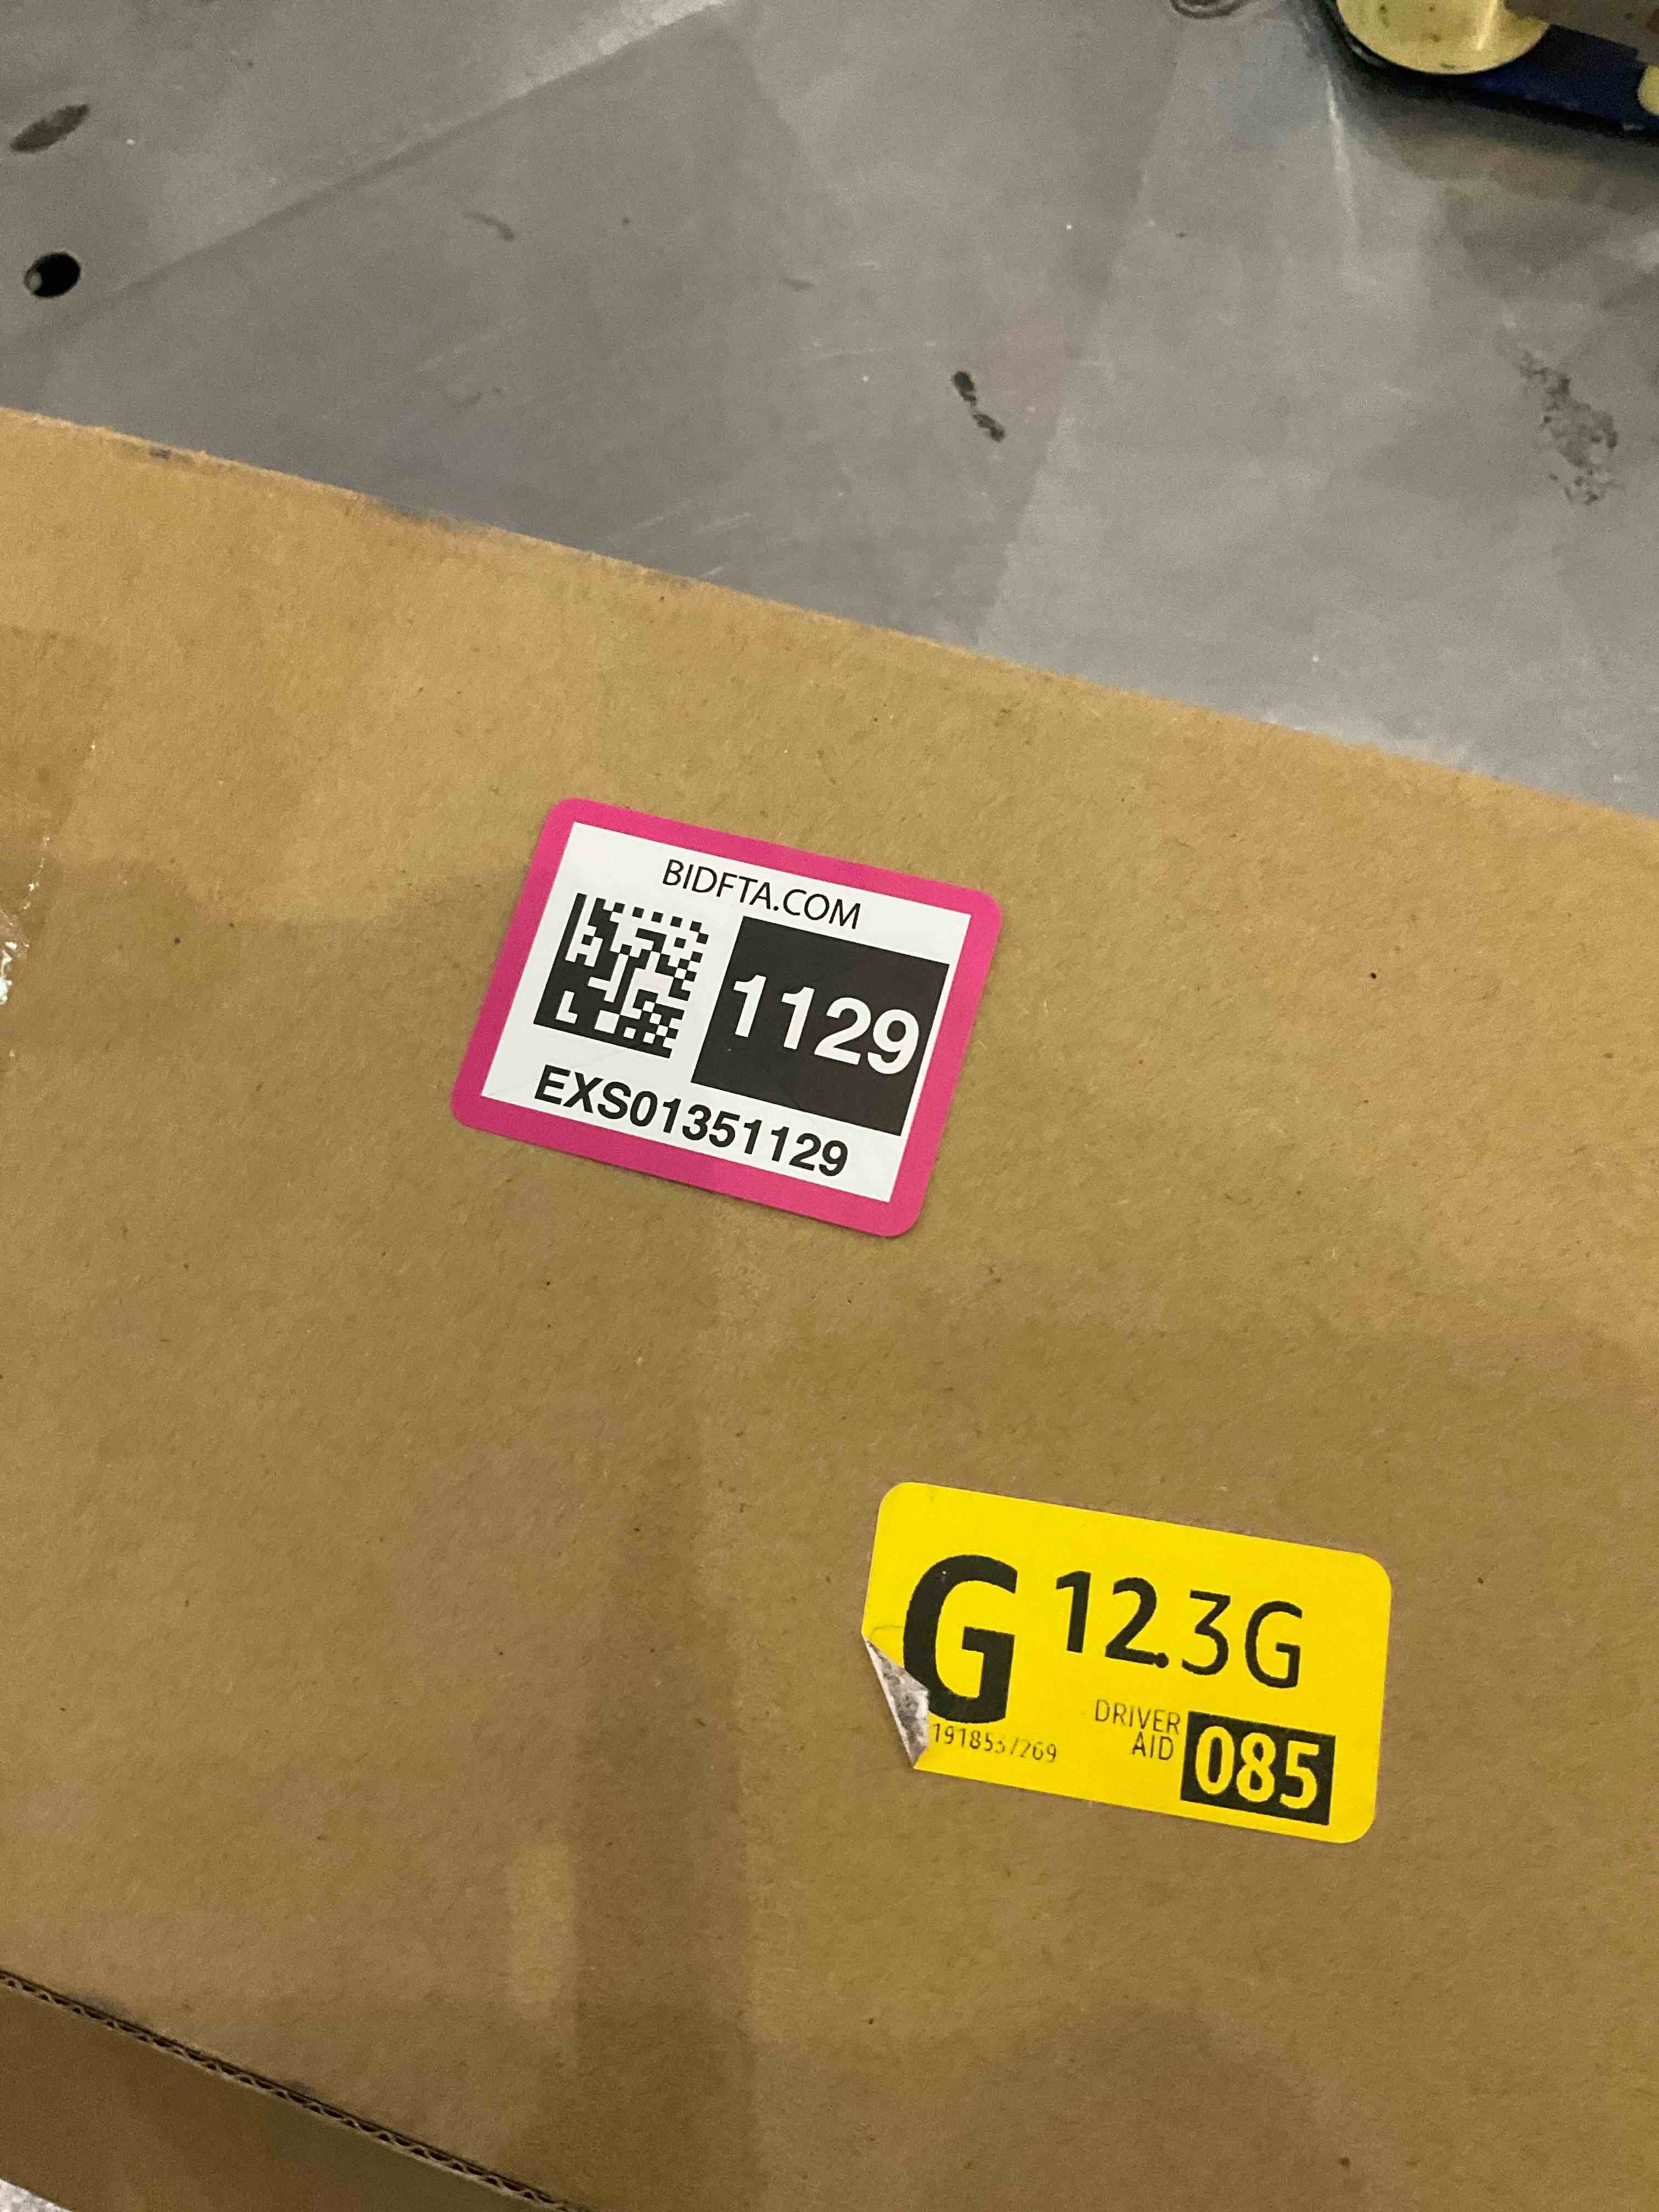 BIDFTA.COM
1129
EXS01351129
G 12.3G
DRIVER
AID 085